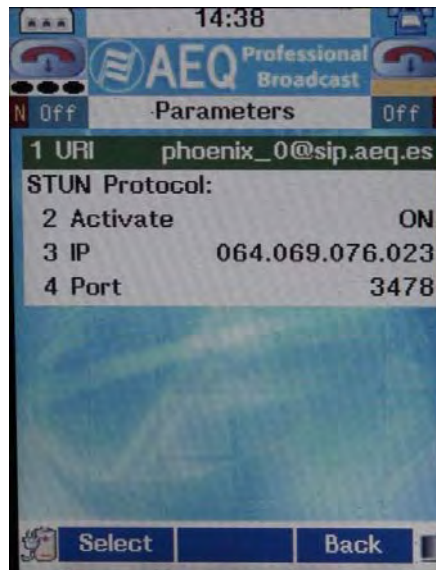 14:38
AEQ Professional Broadcast
N Off Parameters Off
1 URI phoenix_0@sip.aeq.es
STUN Protocol:
2 Activate ON
3 IP 064.069.076.023
4 Port 3478
Select Back